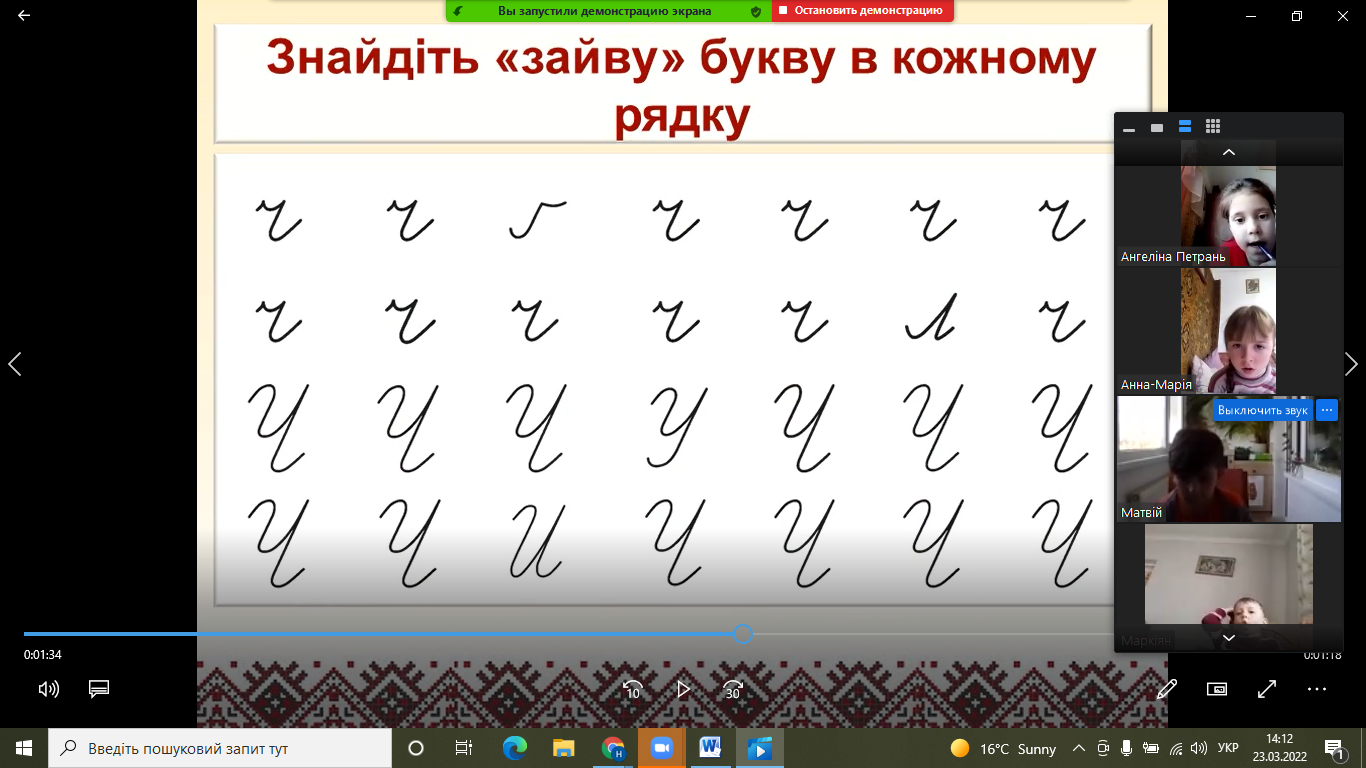 Вы запустили демонстрацию экрана
Остановить демонстрацию
Знайдіть «зайву» букву в кожному
рядку
ч ч г ч ч ч ч
ч ч ч ч ч л ч
Ч Ч Ч У Ч Ч Ч
Ч Ч И Ч Ч Ч Ч
Ангеліна Петрань
Анна-Марія
Выключить звук ...
Матвій
Маркіян
0:01:34
0:01:18
10
30
Введіть пошуковий запит тут
16°C Sunny
УКР
14:12
23.03.2022
1